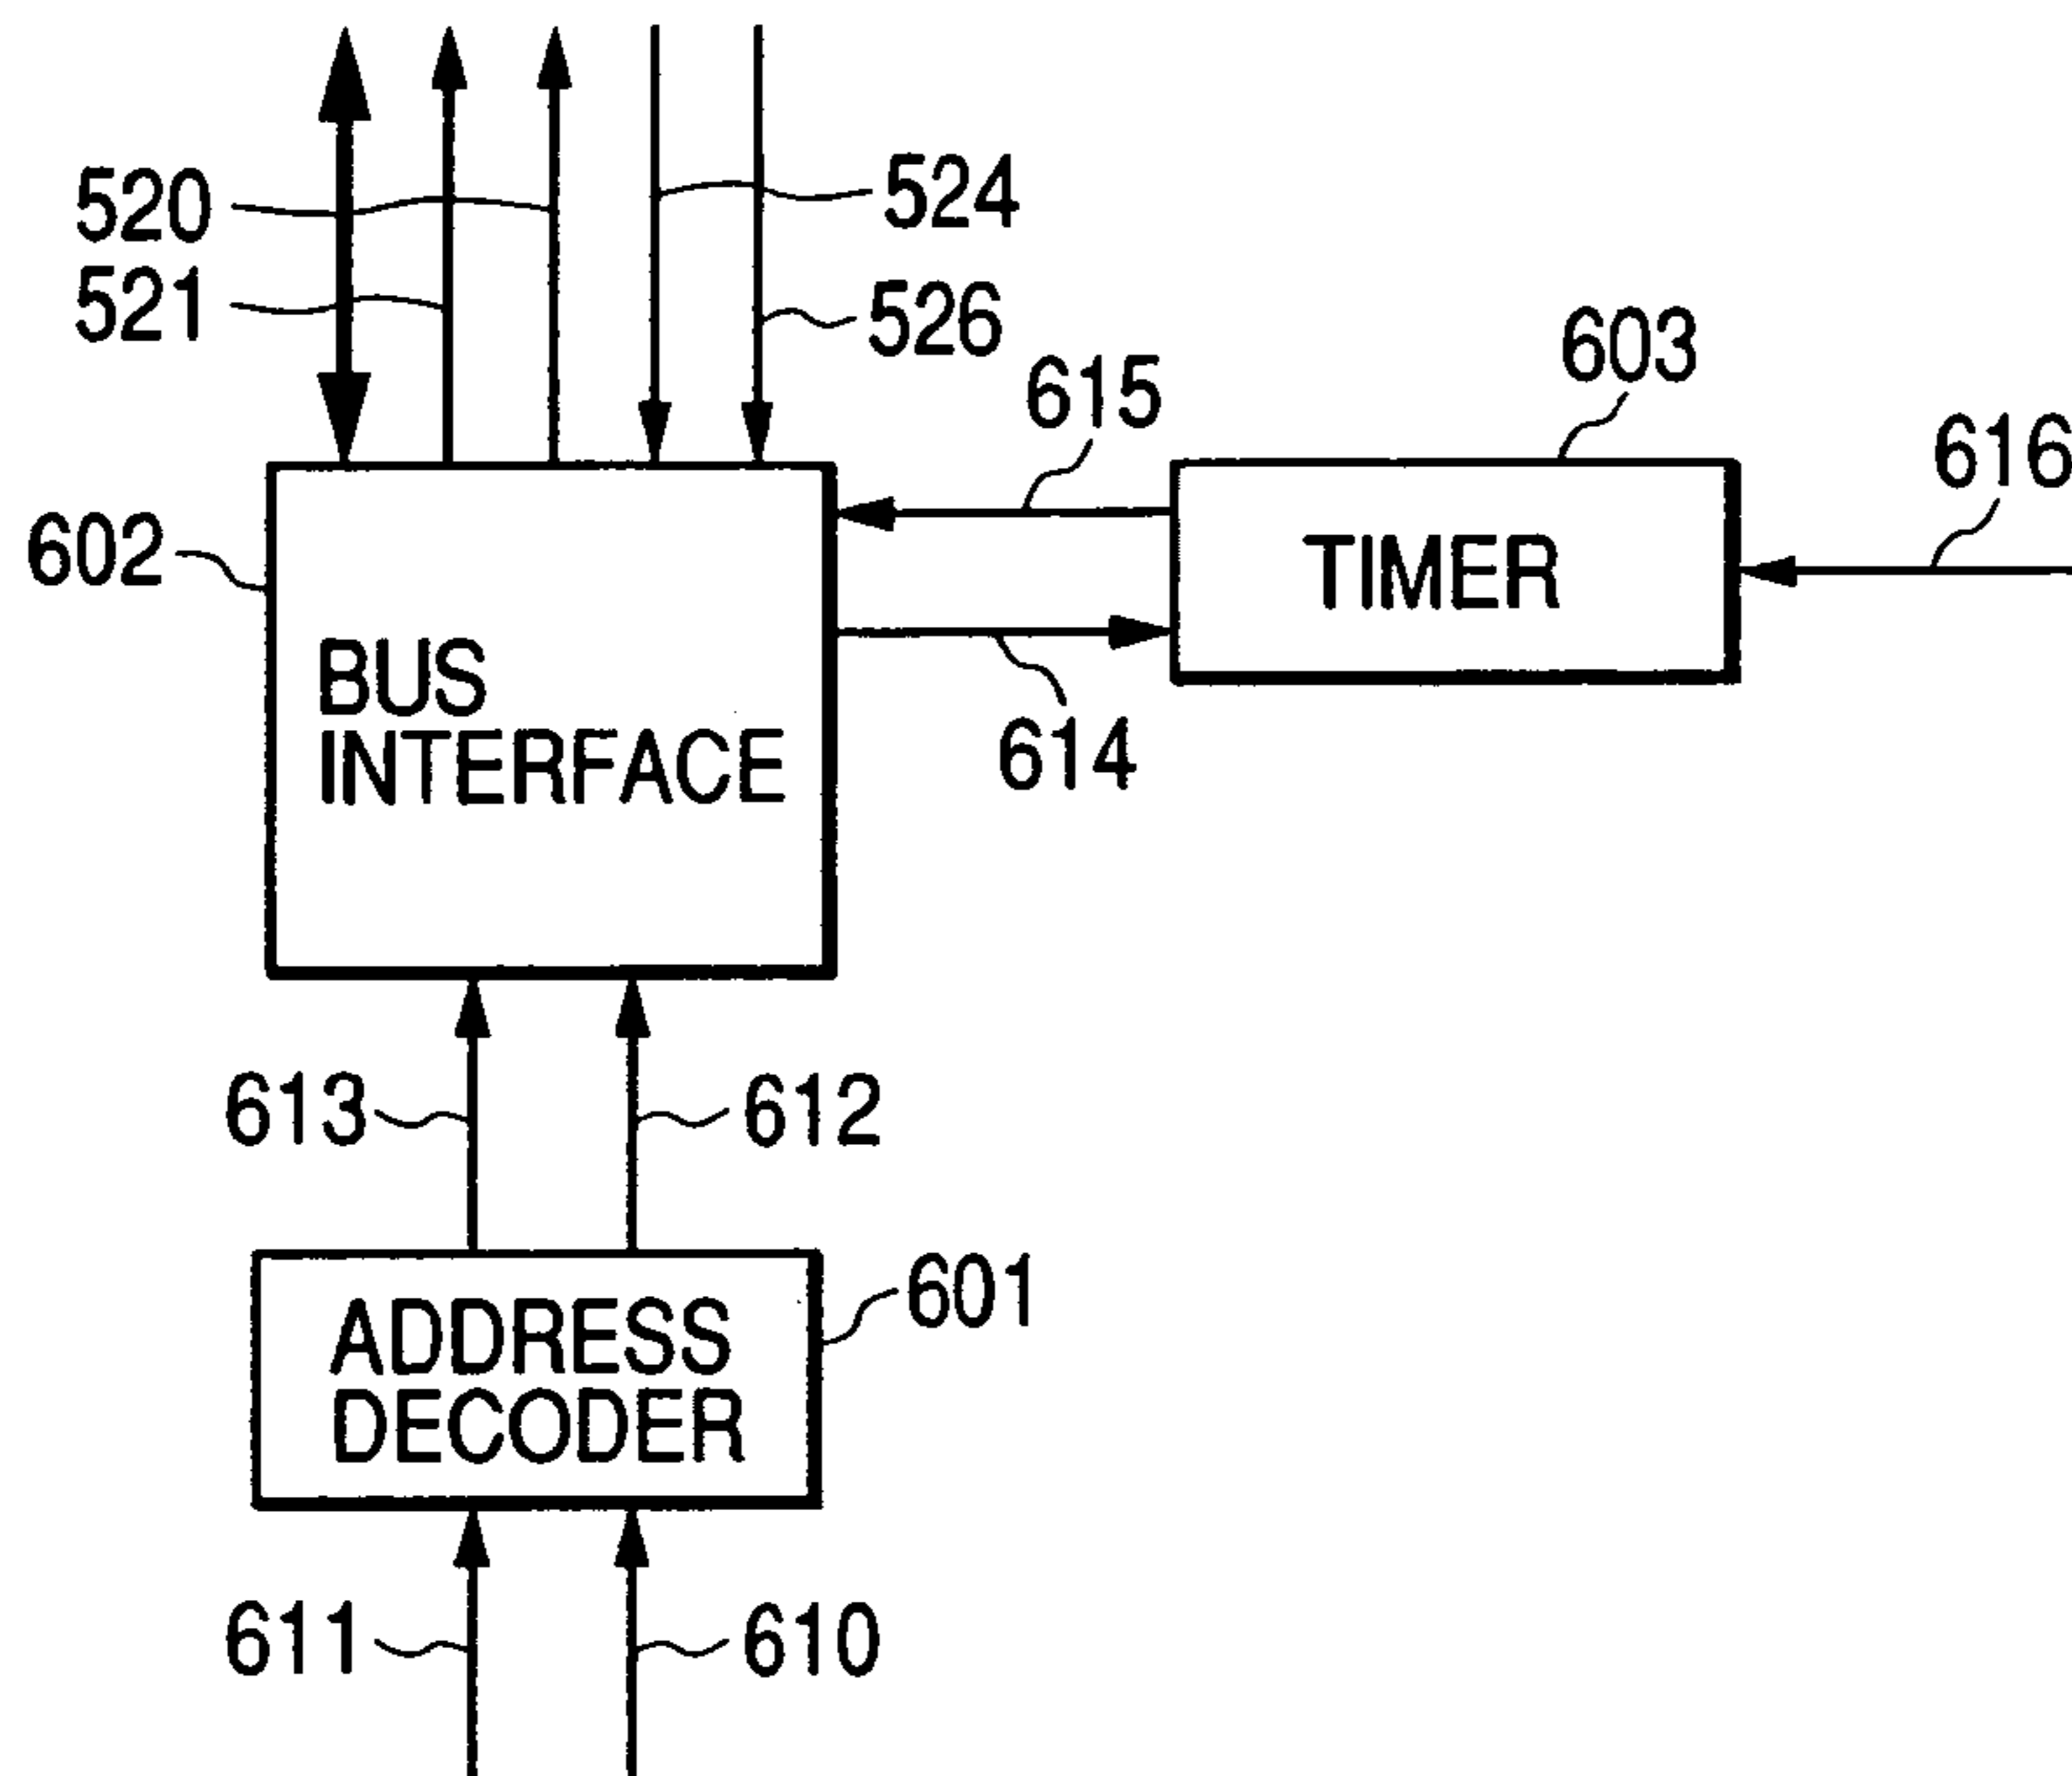 520
524
521
526
615
603
616
602
TIMER
BUS
INTERFACE
614
613
612
601
ADDRESS
DECODER
611
610